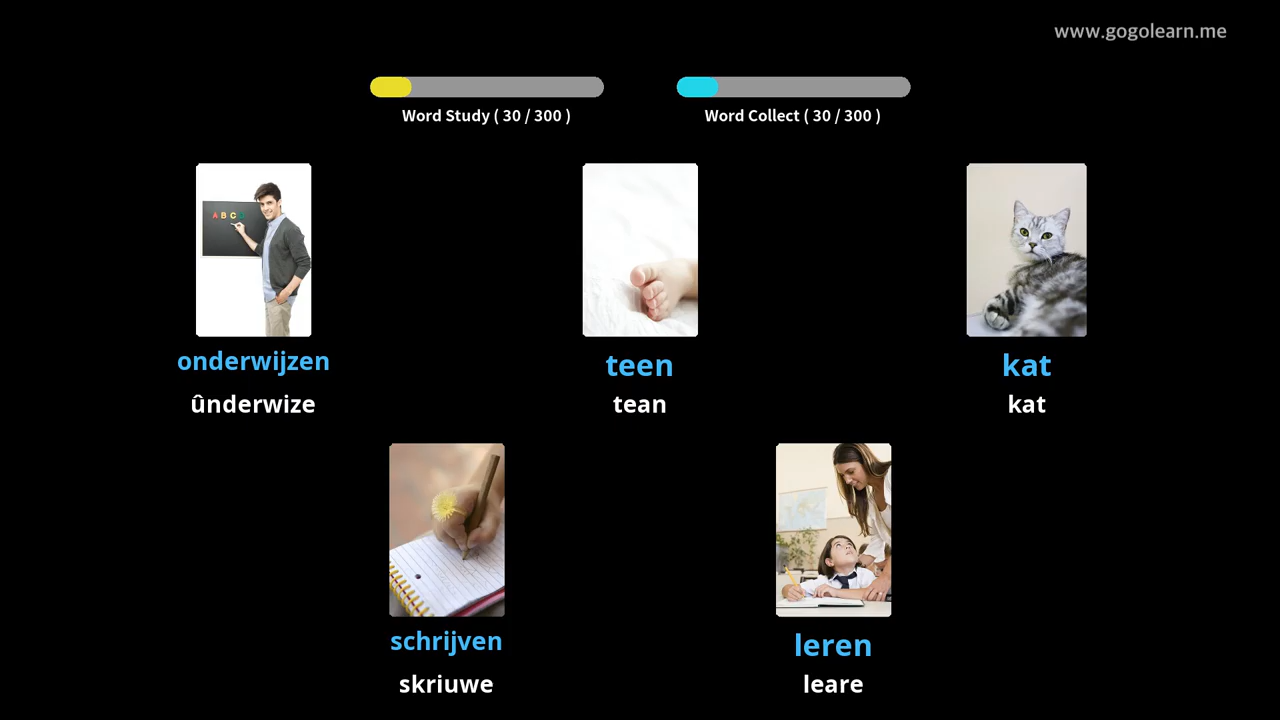 www.gogolearn.me
Word Study ( 30 / 300 )
Word Collect ( 30 / 300 )
A B C D
onderwijzen
ûnderwize
teen
tean
kat
kat
schrijven
skriuwe
leren
leare